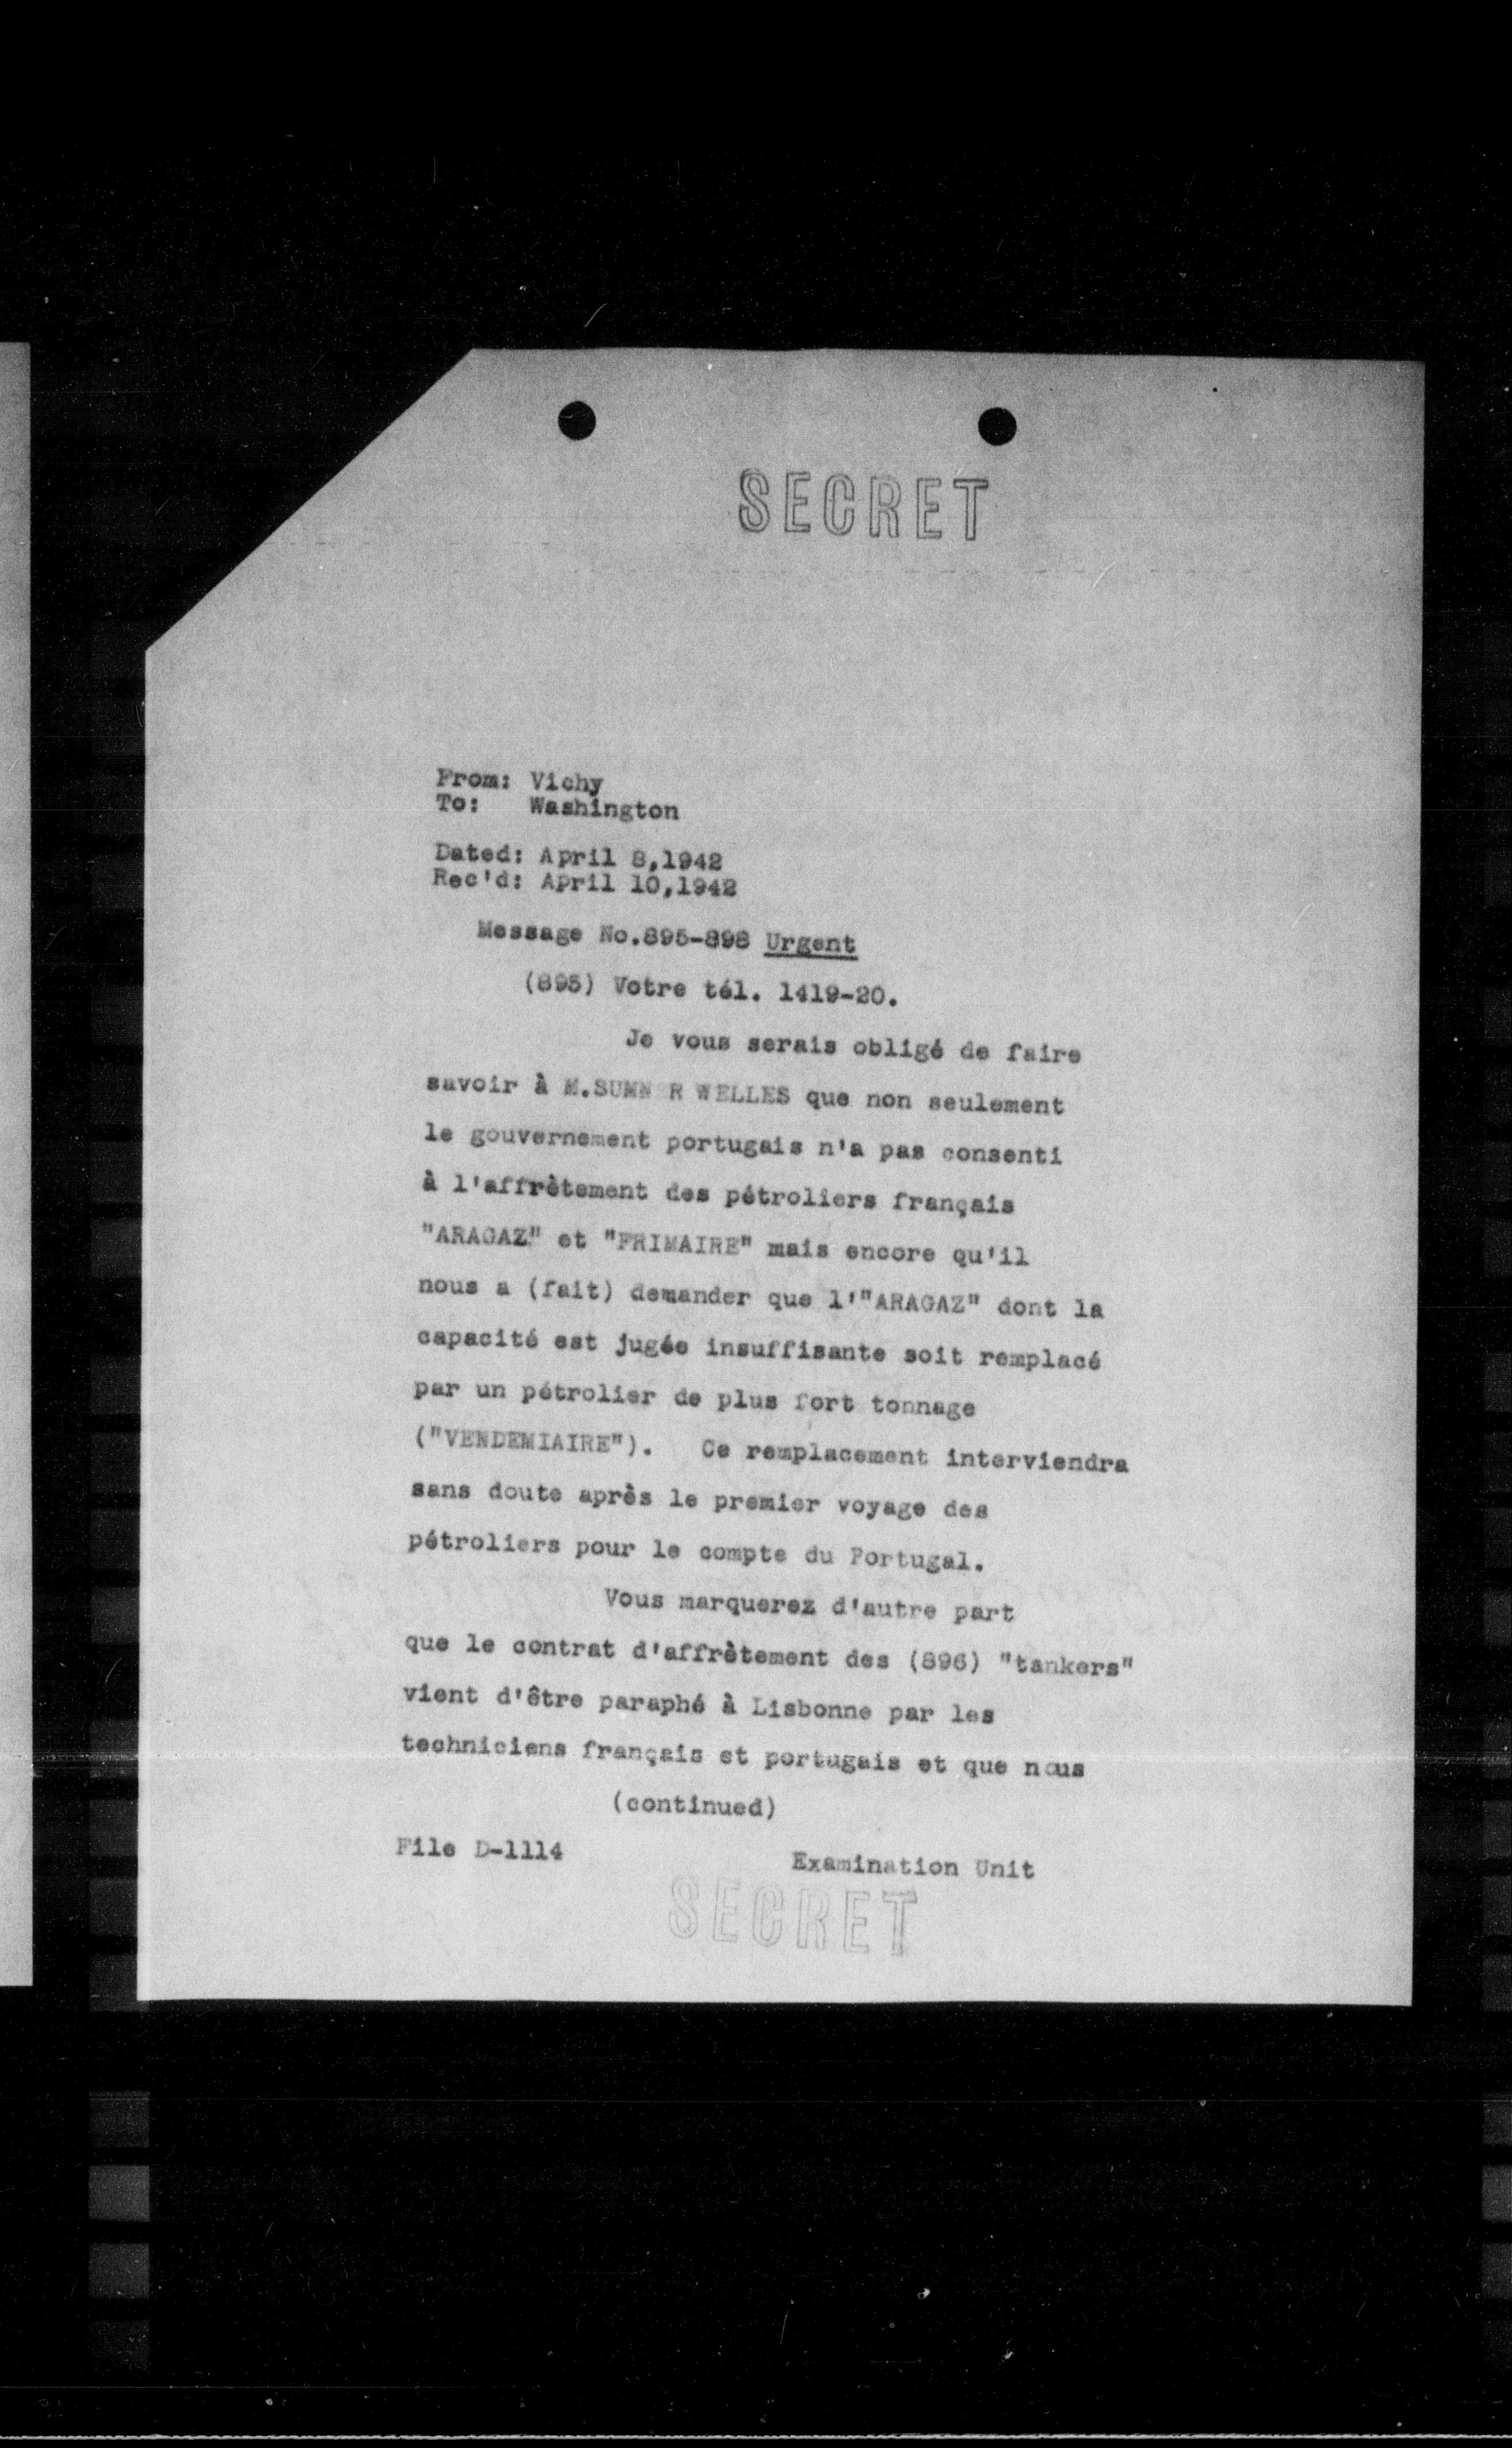 SECRET
From: Vichy
To: Washington
Dated: April 8,1942
Rec'd: April 10,1942
Message No.895-898 Urgent
(895) Votre tél. 1419-20.
Je vous serais obligé de faire
savoir à M.SUMN R WELLES que non seulement
le gouvernement portugais n'a pas consenti
à l'affrètement des pétroliers français
"ARAGAZ" et "FRIMAIRE" mais encore qu'il
nous a (fait) demander que l'"ARAGAZ" dont la
capacité est jugée insuffisante soit remplacé
par un pétrolier de plus fort tonnage
("VENDEMIAIRE"). Ce remplacement interviendra
sans doute après le premier voyage des
pétroliers pour le compte du Portugal.
Vous marquerez d'autre part
que le contrat d'affrètement des (896) "tankers"
vient d'être paraphé à Lisbonne par les
techniciens français et portugais et que nous
(continued)
File D-1114
Examination Unit
SECRET